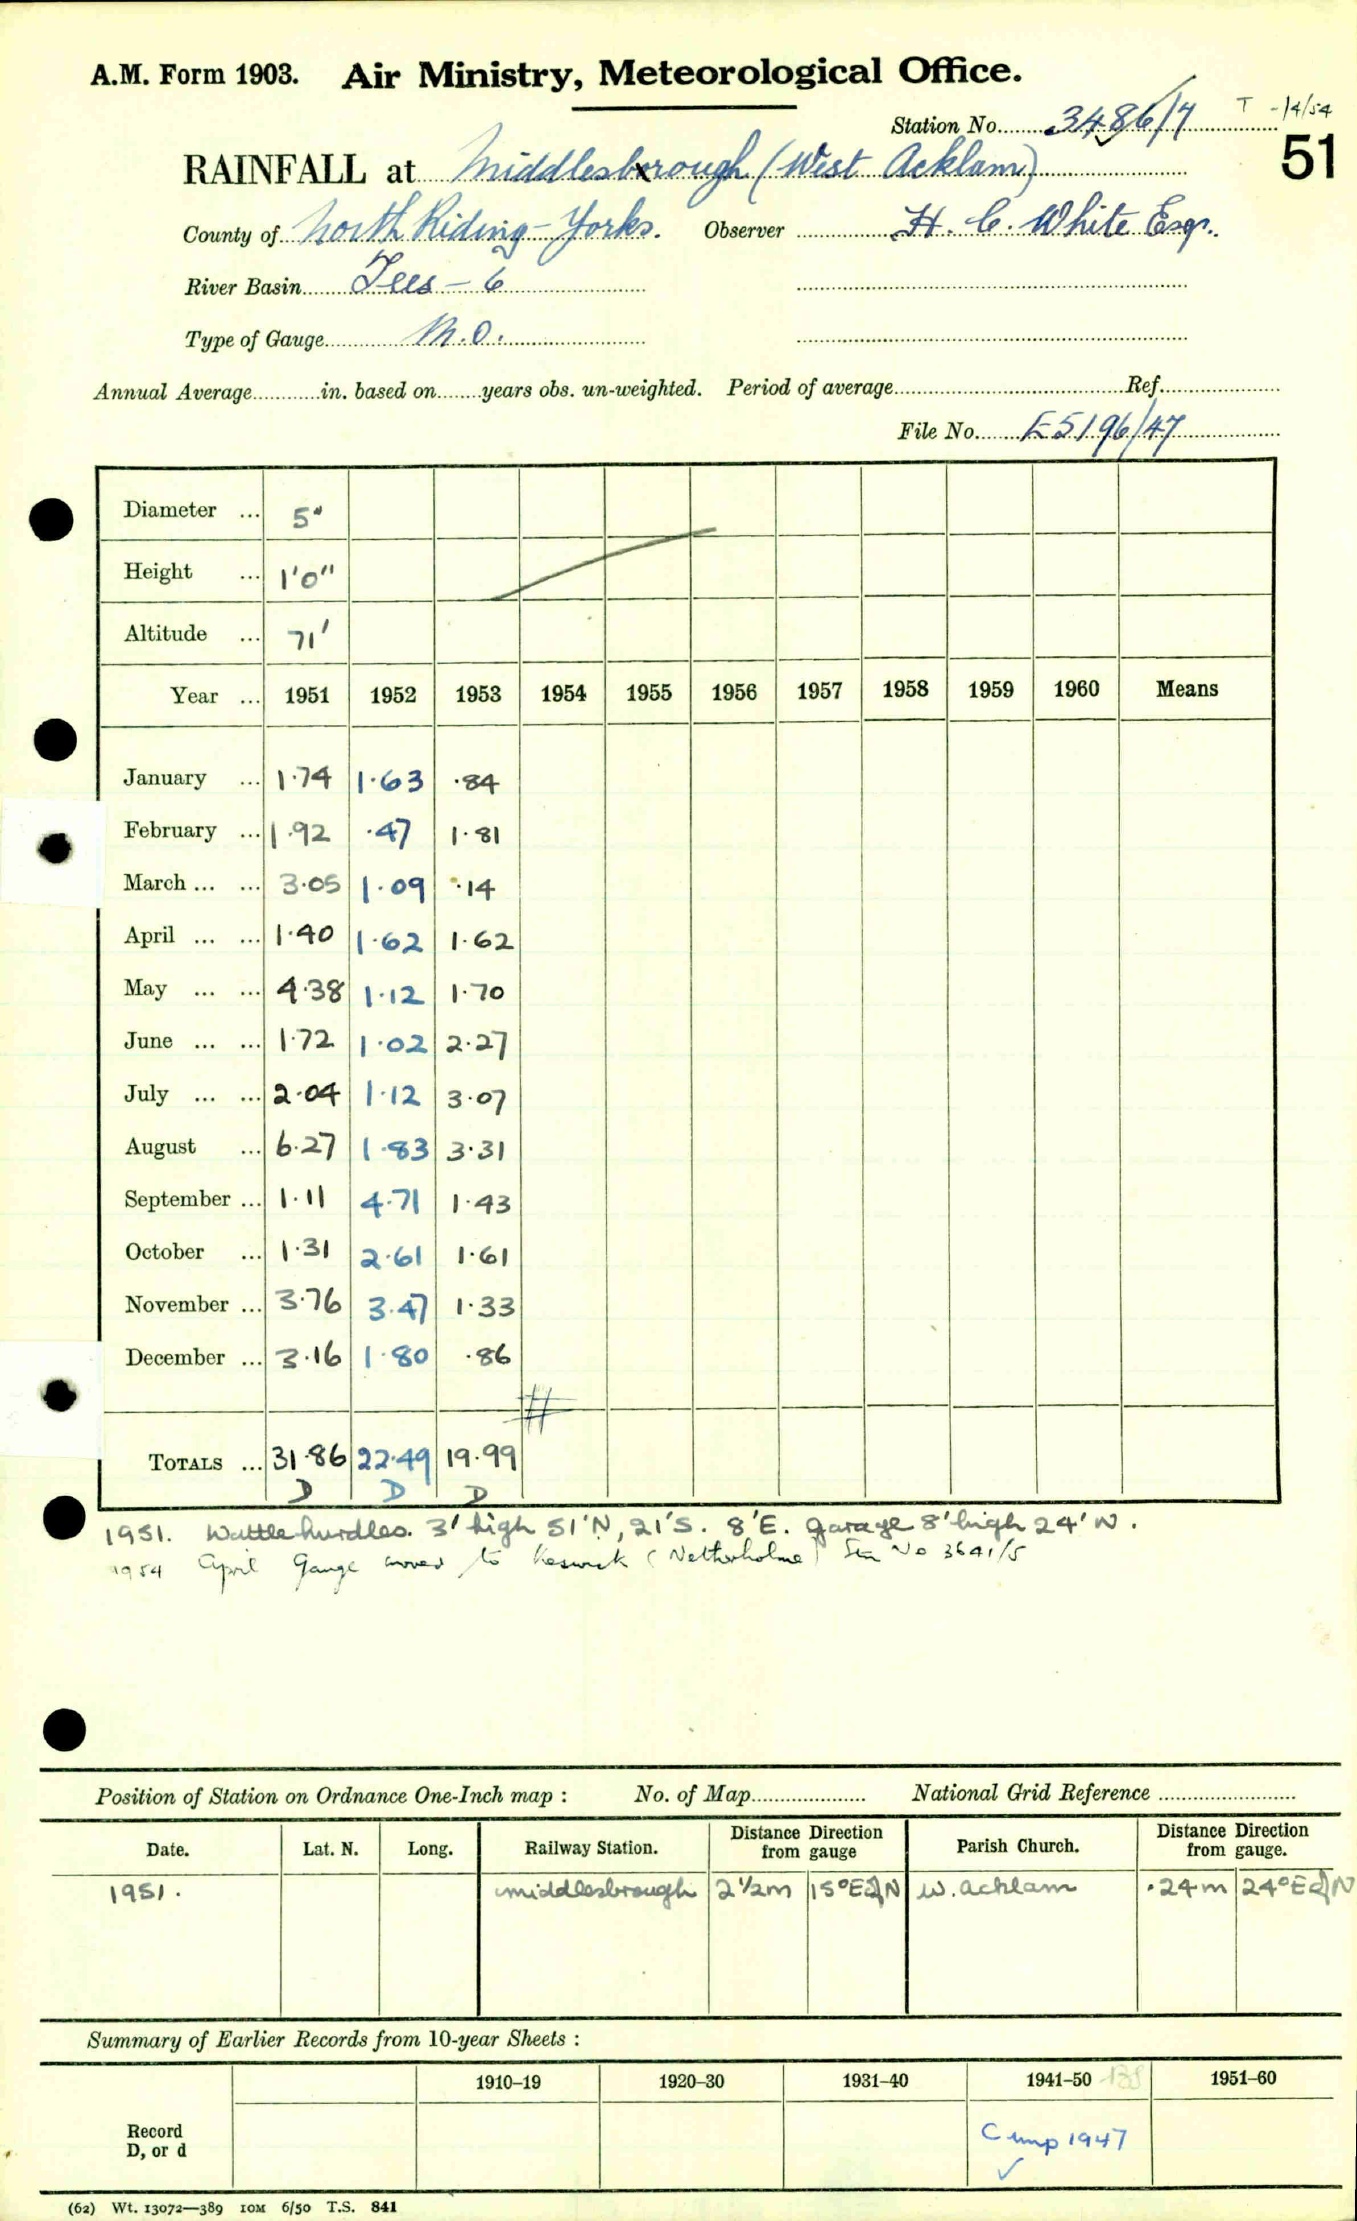 A.M. Form 1903. Air Ministry, Meteorological Office.
Station No. 3486/7 T -/4/54
51
RAINFALL at Middlesborough (West Acklam)
County of North Riding - Yorks. Observer H. C. White Esqr.
River Basin Tees - 6
Type of Gauge M.O.
Annual Average in. based on years obs. un-weighted. Period of average Ref.
File No. E5196/47
Diameter ... 5"
Height ... 1'0"
Altitude ... 71'
Year ... 1951 1952 1953 1954 1955 1956 1957 1958 1959 1960 Means
January ... 1.74 1.63 .84
February ... 1.92 .47 1.81
March ... ... 3.05 1.09 .14
April ... ... 1.40 1.62 1.62
May ... ... 4.38 1.12 1.70
June ... ... 1.72 1.02 2.27
July ... ... 2.04 1.12 3.07
August ... 6.27 1.83 3.31
September ... 1.11 4.71 1.43
October ... 1.31 2.61 1.61
November ... 3.76 3.47 1.33
December ... 3.16 1.80 .86
TOTALS ... 31.86 22.49 19.99
D D D
1951. Wattle hurdles. 3' high 51'N, 21'S. 8'E. Garage 8' high 24'W.
1954 April Gauge moved to Keswick (Netherholme) Stn No 3641/5
Position of Station on Ordnance One-Inch map : No. of Map National Grid Reference
Date. Lat. N. Long. Railway Station. Distance Direction from gauge Parish Church. Distance Direction from gauge.
1951. Middlesbrough 2½m 15°E of N W. Acklam .24m 24°E of N
Summary of Earlier Records from 10-year Sheets :
1910–19 1920–30 1931–40 1941–50 138 1951–60
Record
D, or d
Cump 1947
(62) Wt. 13072—389 10M 6/50 T.S. 841